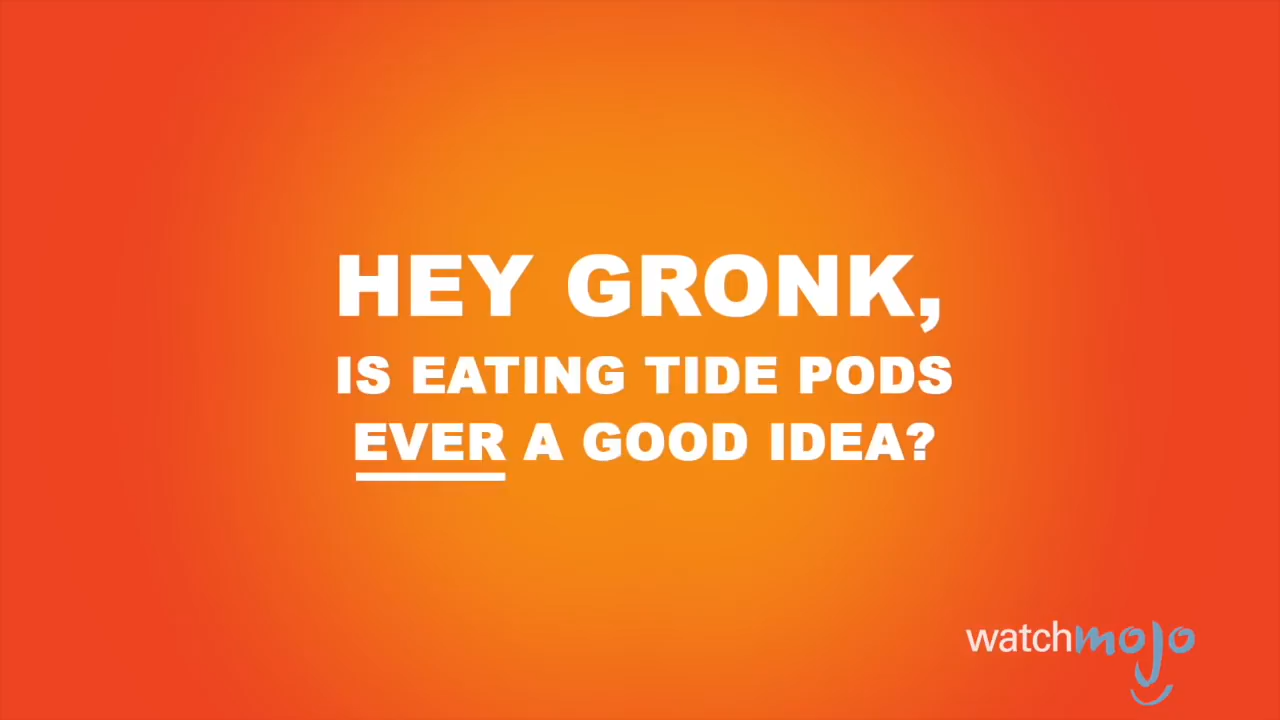 HEY GRONK,
IS EATING TIDE PODS
EVER A GOOD IDEA?
watchmojo